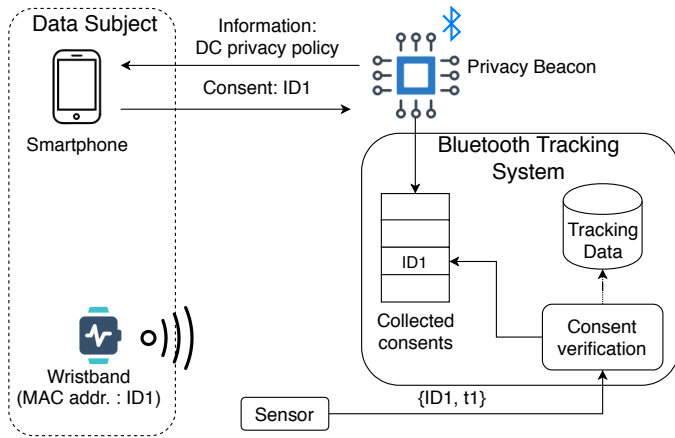 Data Subject
Information:
DC privacy policy
Privacy Beacon
Consent: ID1
Smartphone
Bluetooth Tracking
System
Tracking
Data
ID1
Collected
consents
Consent
verification
Wristband
(MAC addr. : ID1)
{ID1, t1}
Sensor